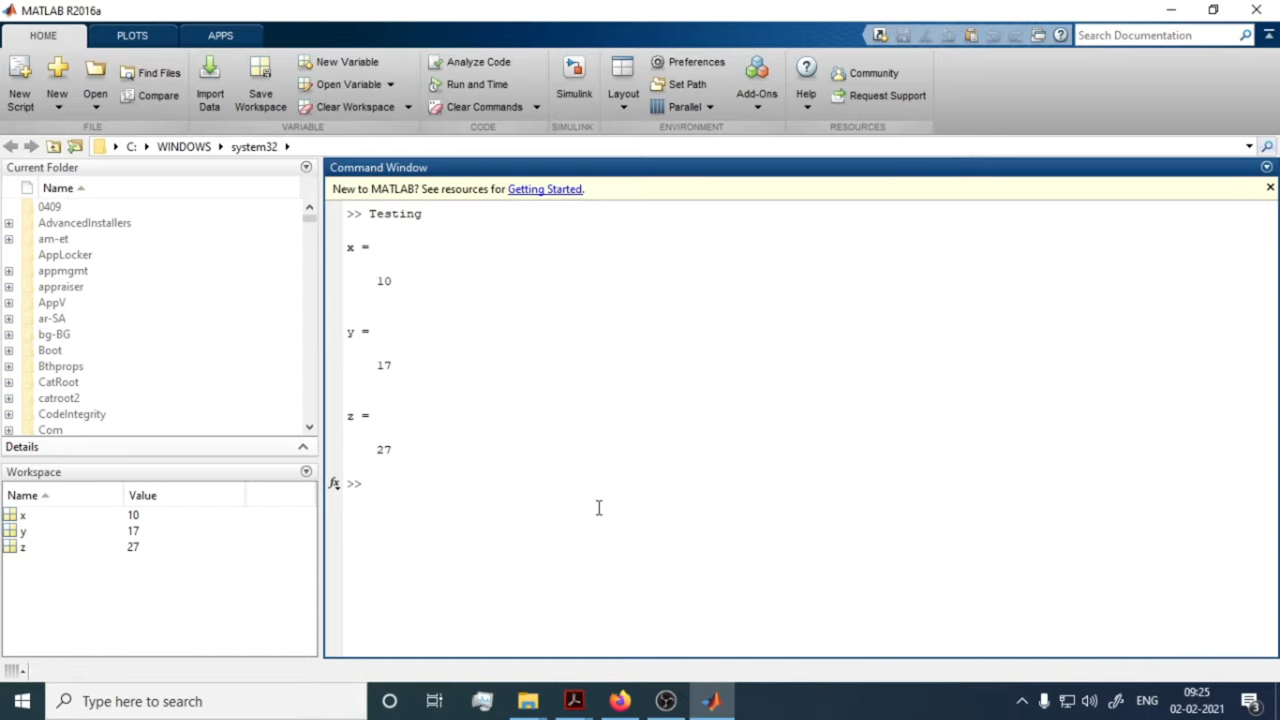 MATLAB R2016a
HOME PLOTS APPS
Search Documentation
New Script
New
Open
Find Files
Compare
FILE
Import Data
Save Workspace
New Variable
Open Variable
Clear Workspace
VARIABLE
Analyze Code
Run and Time
Clear Commands
CODE
Simulink
SIMULINK
Layout
Preferences
Set Path
Parallel
Add-Ons
ENVIRONMENT
Help
Community
Request Support
RESOURCES
C: WINDOWS system32
Current Folder
Name
0409
AdvancedInstallers
am-et
AppLocker
appmgmt
appraiser
AppV
ar-SA
bg-BG
Boot
Bthprops
CatRoot
catroot2
CodeIntegrity
Com
Details
Workspace
Name Value
x 10
y 17
z 27
Command Window
New to MATLAB? See resources for Getting Started.
>> Testing
x =
10
y =
17
z =
27
fx >>
Type here to search
ENG
09:25
02-02-2021
3